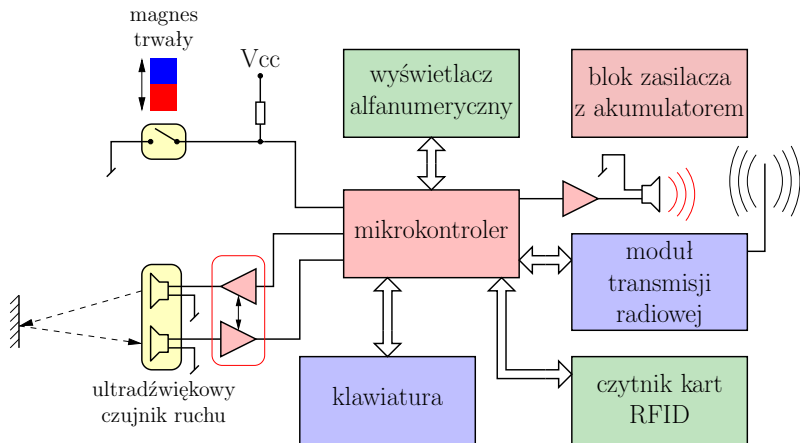 magnes
trwały
Vcc
wyświetlacz
alfanumeryczny
blok zasilacza
z akumulatorem
mikrokontroler
moduł
transmisji
radiowej
ultradźwiękowy
czujnik ruchu
klawiatura
czytnik kart
RFID